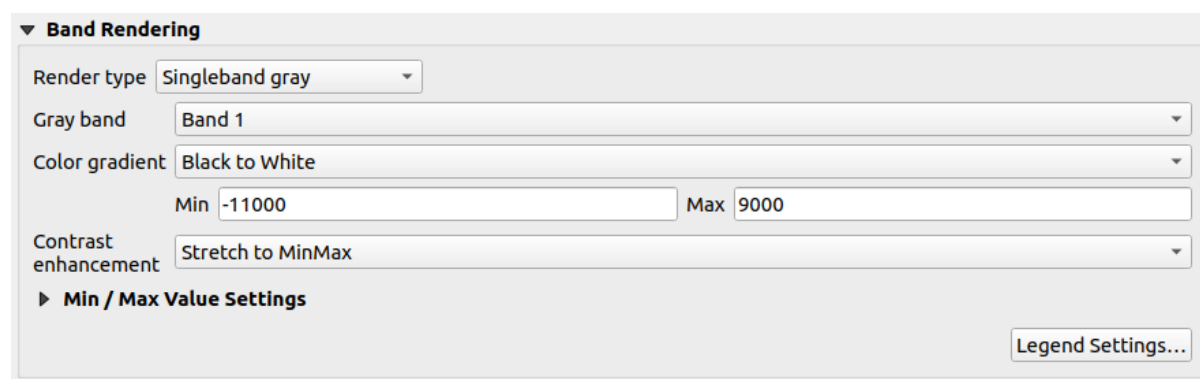 Band Rendering
Render type Singleband gray
Gray band Band 1
Color gradient Black to White
Min -11000 Max 9000
Contrast
enhancement Stretch to MinMax
Min / Max Value Settings
Legend Settings...